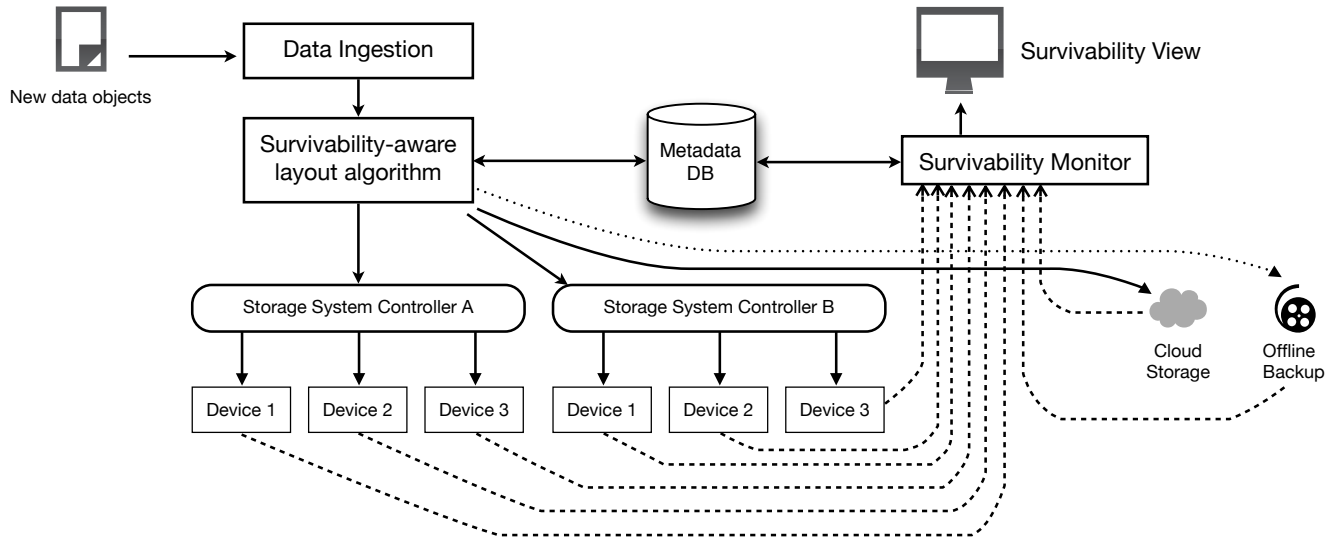 New data objects
Data Ingestion
Survivability-aware
layout algorithm
Metadata
DB
Survivability View
Survivability Monitor
Storage System Controller A
Storage System Controller B
Cloud
Storage
Offline
Backup
Device 1
Device 2
Device 3
Device 1
Device 2
Device 3